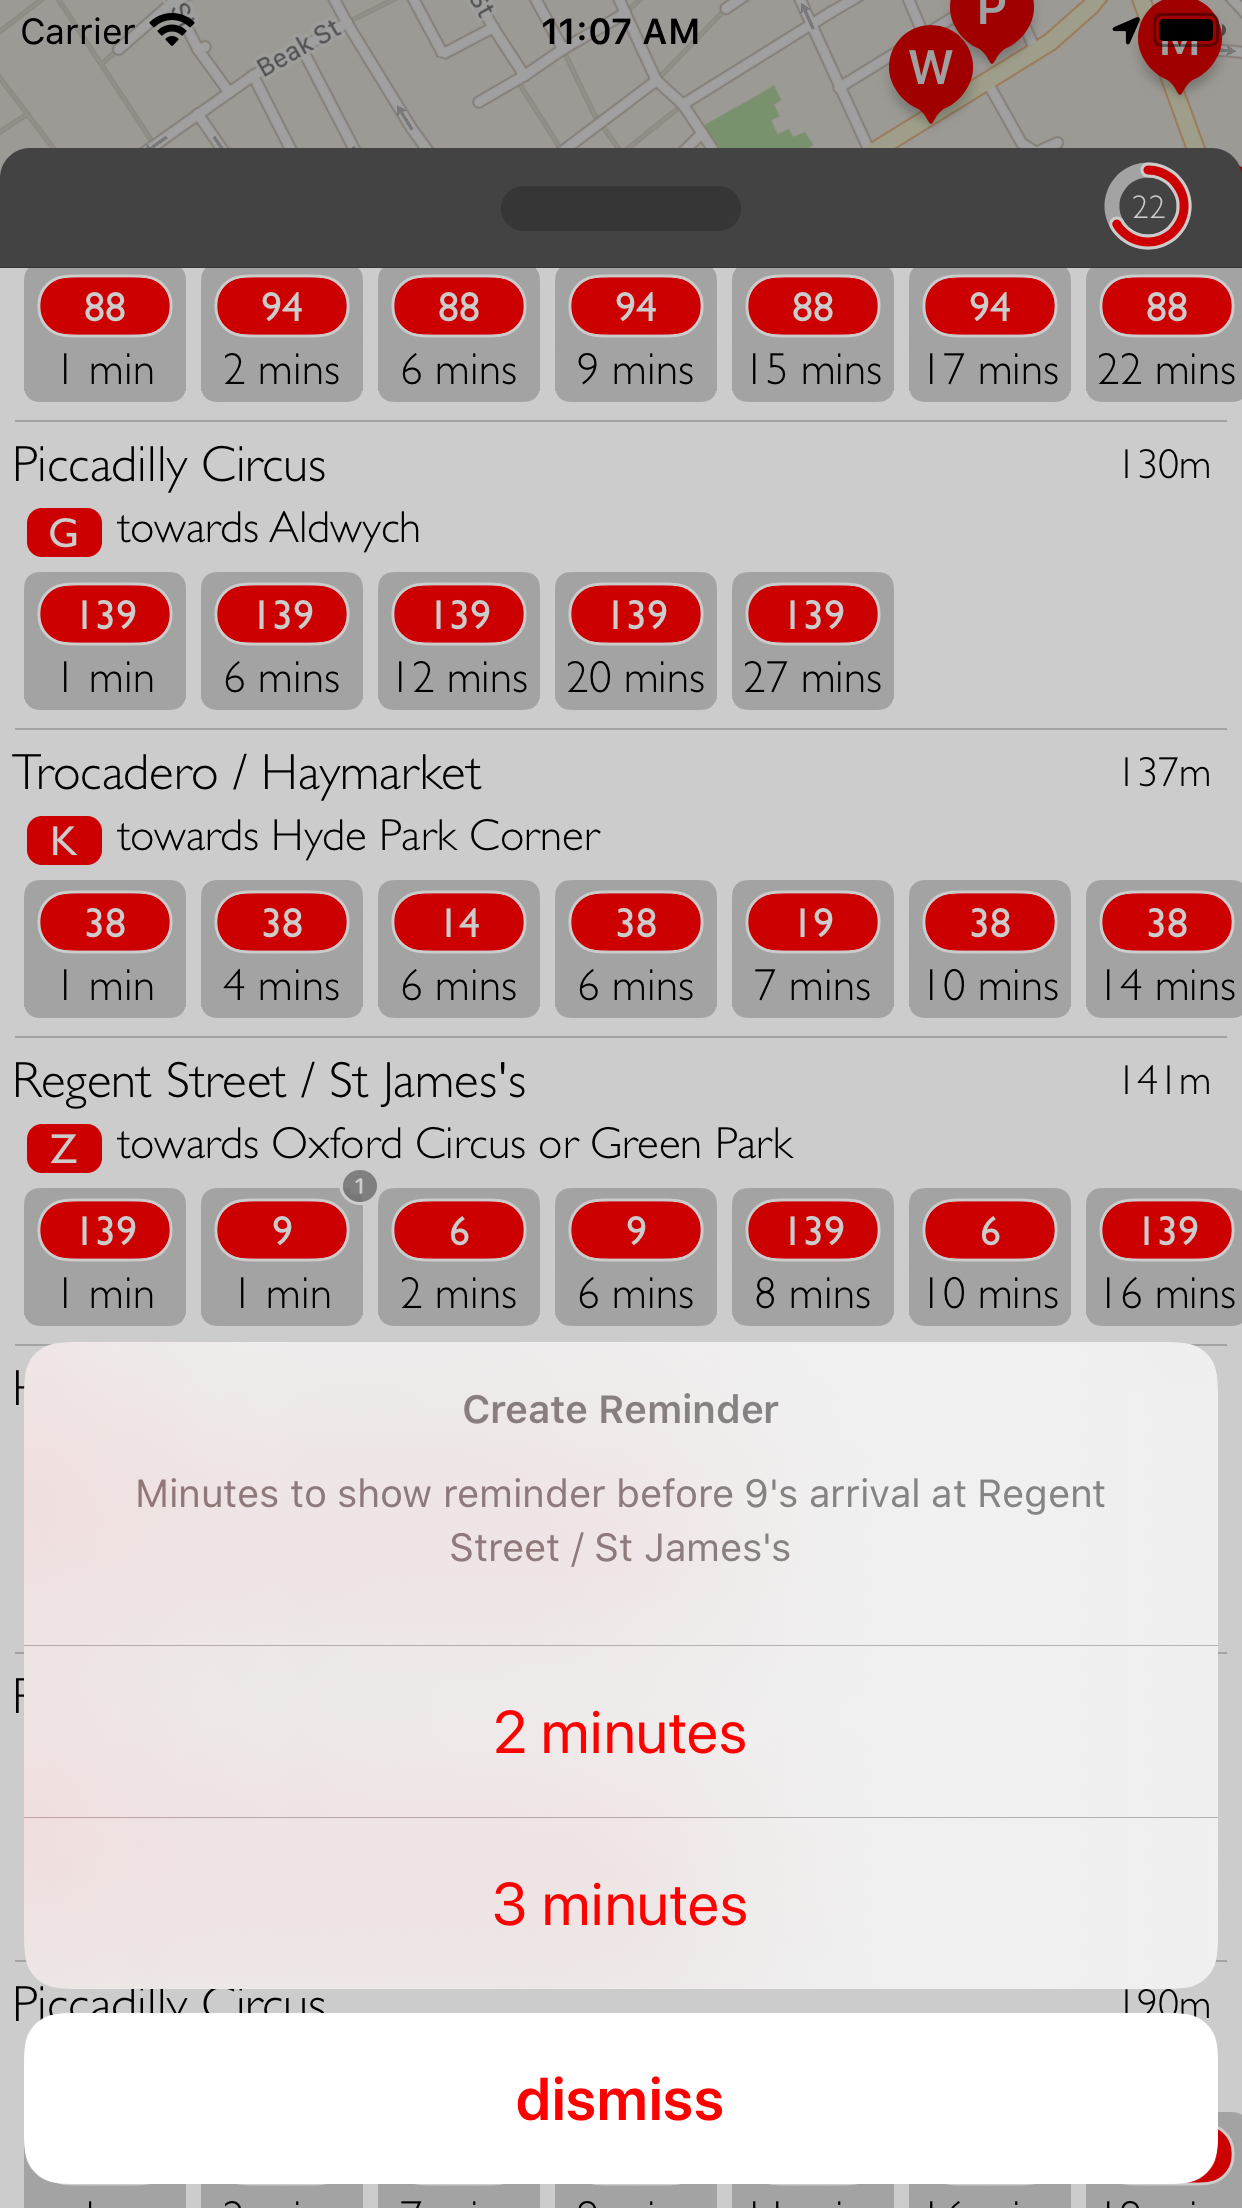 Carrier 11:07 AM
Beak St
St
W
P
M
22
88 94 88 94 88 94 88
1 min 2 mins 6 mins 9 mins 15 mins 17 mins 22 mins
Piccadilly Circus 130m
G towards Aldwych
139 139 139 139 139
1 min 6 mins 12 mins 20 mins 27 mins
Trocadero / Haymarket 137m
K towards Hyde Park Corner
38 38 14 38 19 38 38
1 min 4 mins 6 mins 6 mins 7 mins 10 mins 14 mins
Regent Street / St James's 141m
Z towards Oxford Circus or Green Park
1
139 9 6 9 139 6 139
1 min 1 min 2 mins 6 mins 8 mins 10 mins 16 mins
Create Reminder
Minutes to show reminder before 9's arrival at Regent
Street / St James's
2 minutes
3 minutes
Piccadilly Circus 190m
dismiss